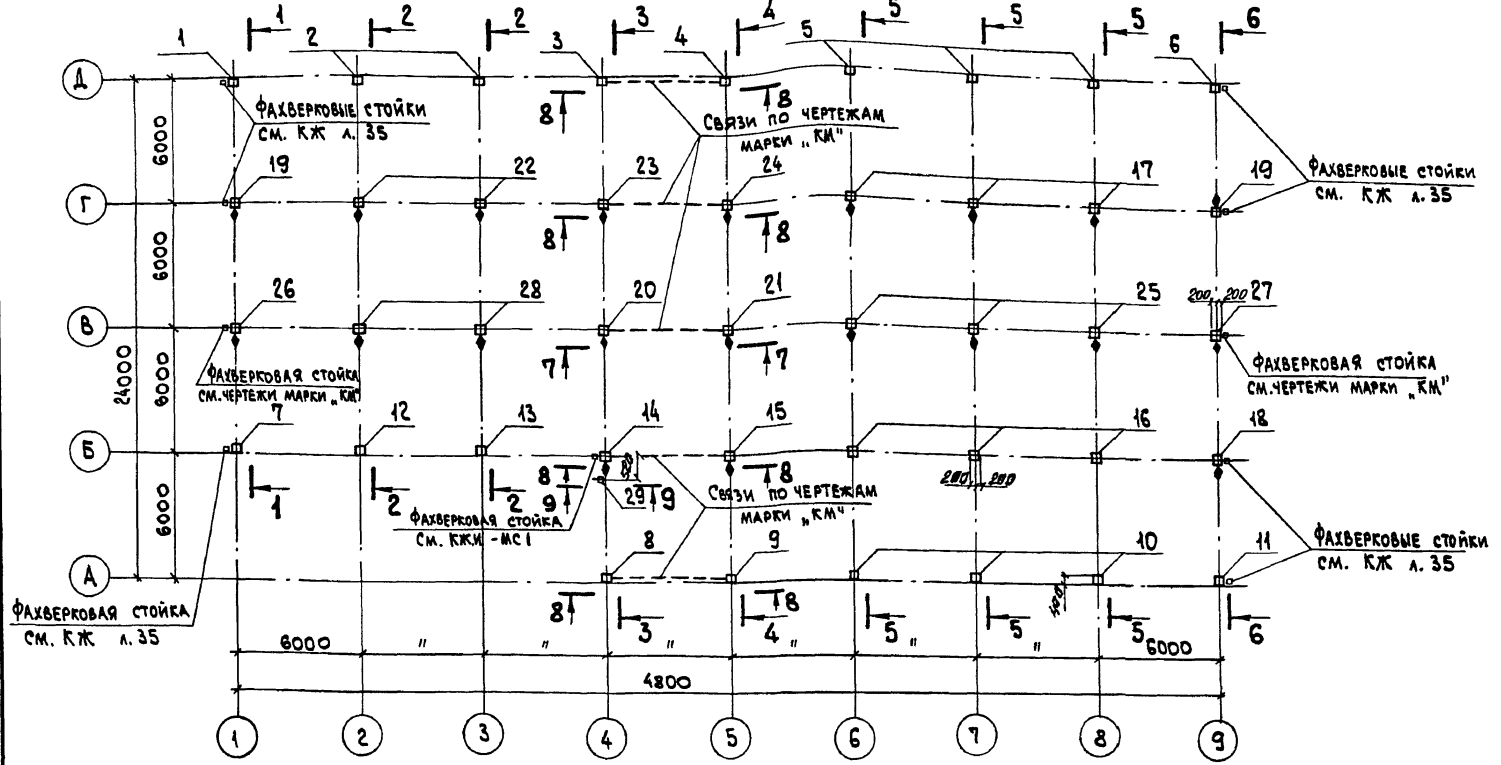 1 2 2 3 4 5 5 5 6
1 2 3 4 5 6
Д
8 8
ФАХВЕРКОВЫЕ СТОЙКИ
СМ. КЖ л. 35
СВЯЗИ ПО ЧЕРТЕЖАМ
МАРКИ „КМ"
6000
19 22 23 24 17 19
ФАХВЕРКОВЫЕ СТОЙКИ
СМ. КЖ л. 35
Г
8 8
6000
26 28 20 21 25 200 200 27
В
7 7
24000
6000
ФАХВЕРКОВАЯ СТОЙКА
СМ. ЧЕРТЕЖИ МАРКИ „КМ"
ФАХВЕРКОВАЯ СТОЙКА
СМ. ЧЕРТЕЖИ МАРКИ „КМ"
7 12 13 14 15 16 18
Б
8 8
200 200
1 2 2 9 29 9
СВЯЗИ ПО ЧЕРТЕЖАМ
МАРКИ „КМ"
6000
ФАХВЕРКОВАЯ СТОЙКА
СМ. КЖИ-МС1
8 9 10 11
ФАХВЕРКОВЫЕ СТОЙКИ
СМ. КЖ л. 35
А
400
8 8
ФАХВЕРКОВАЯ СТОЙКА
СМ. КЖ л. 35
3 4 5 5 5 6
6000 " " " " " " 6000
4800
1 2 3 4 5 6 7 8 9